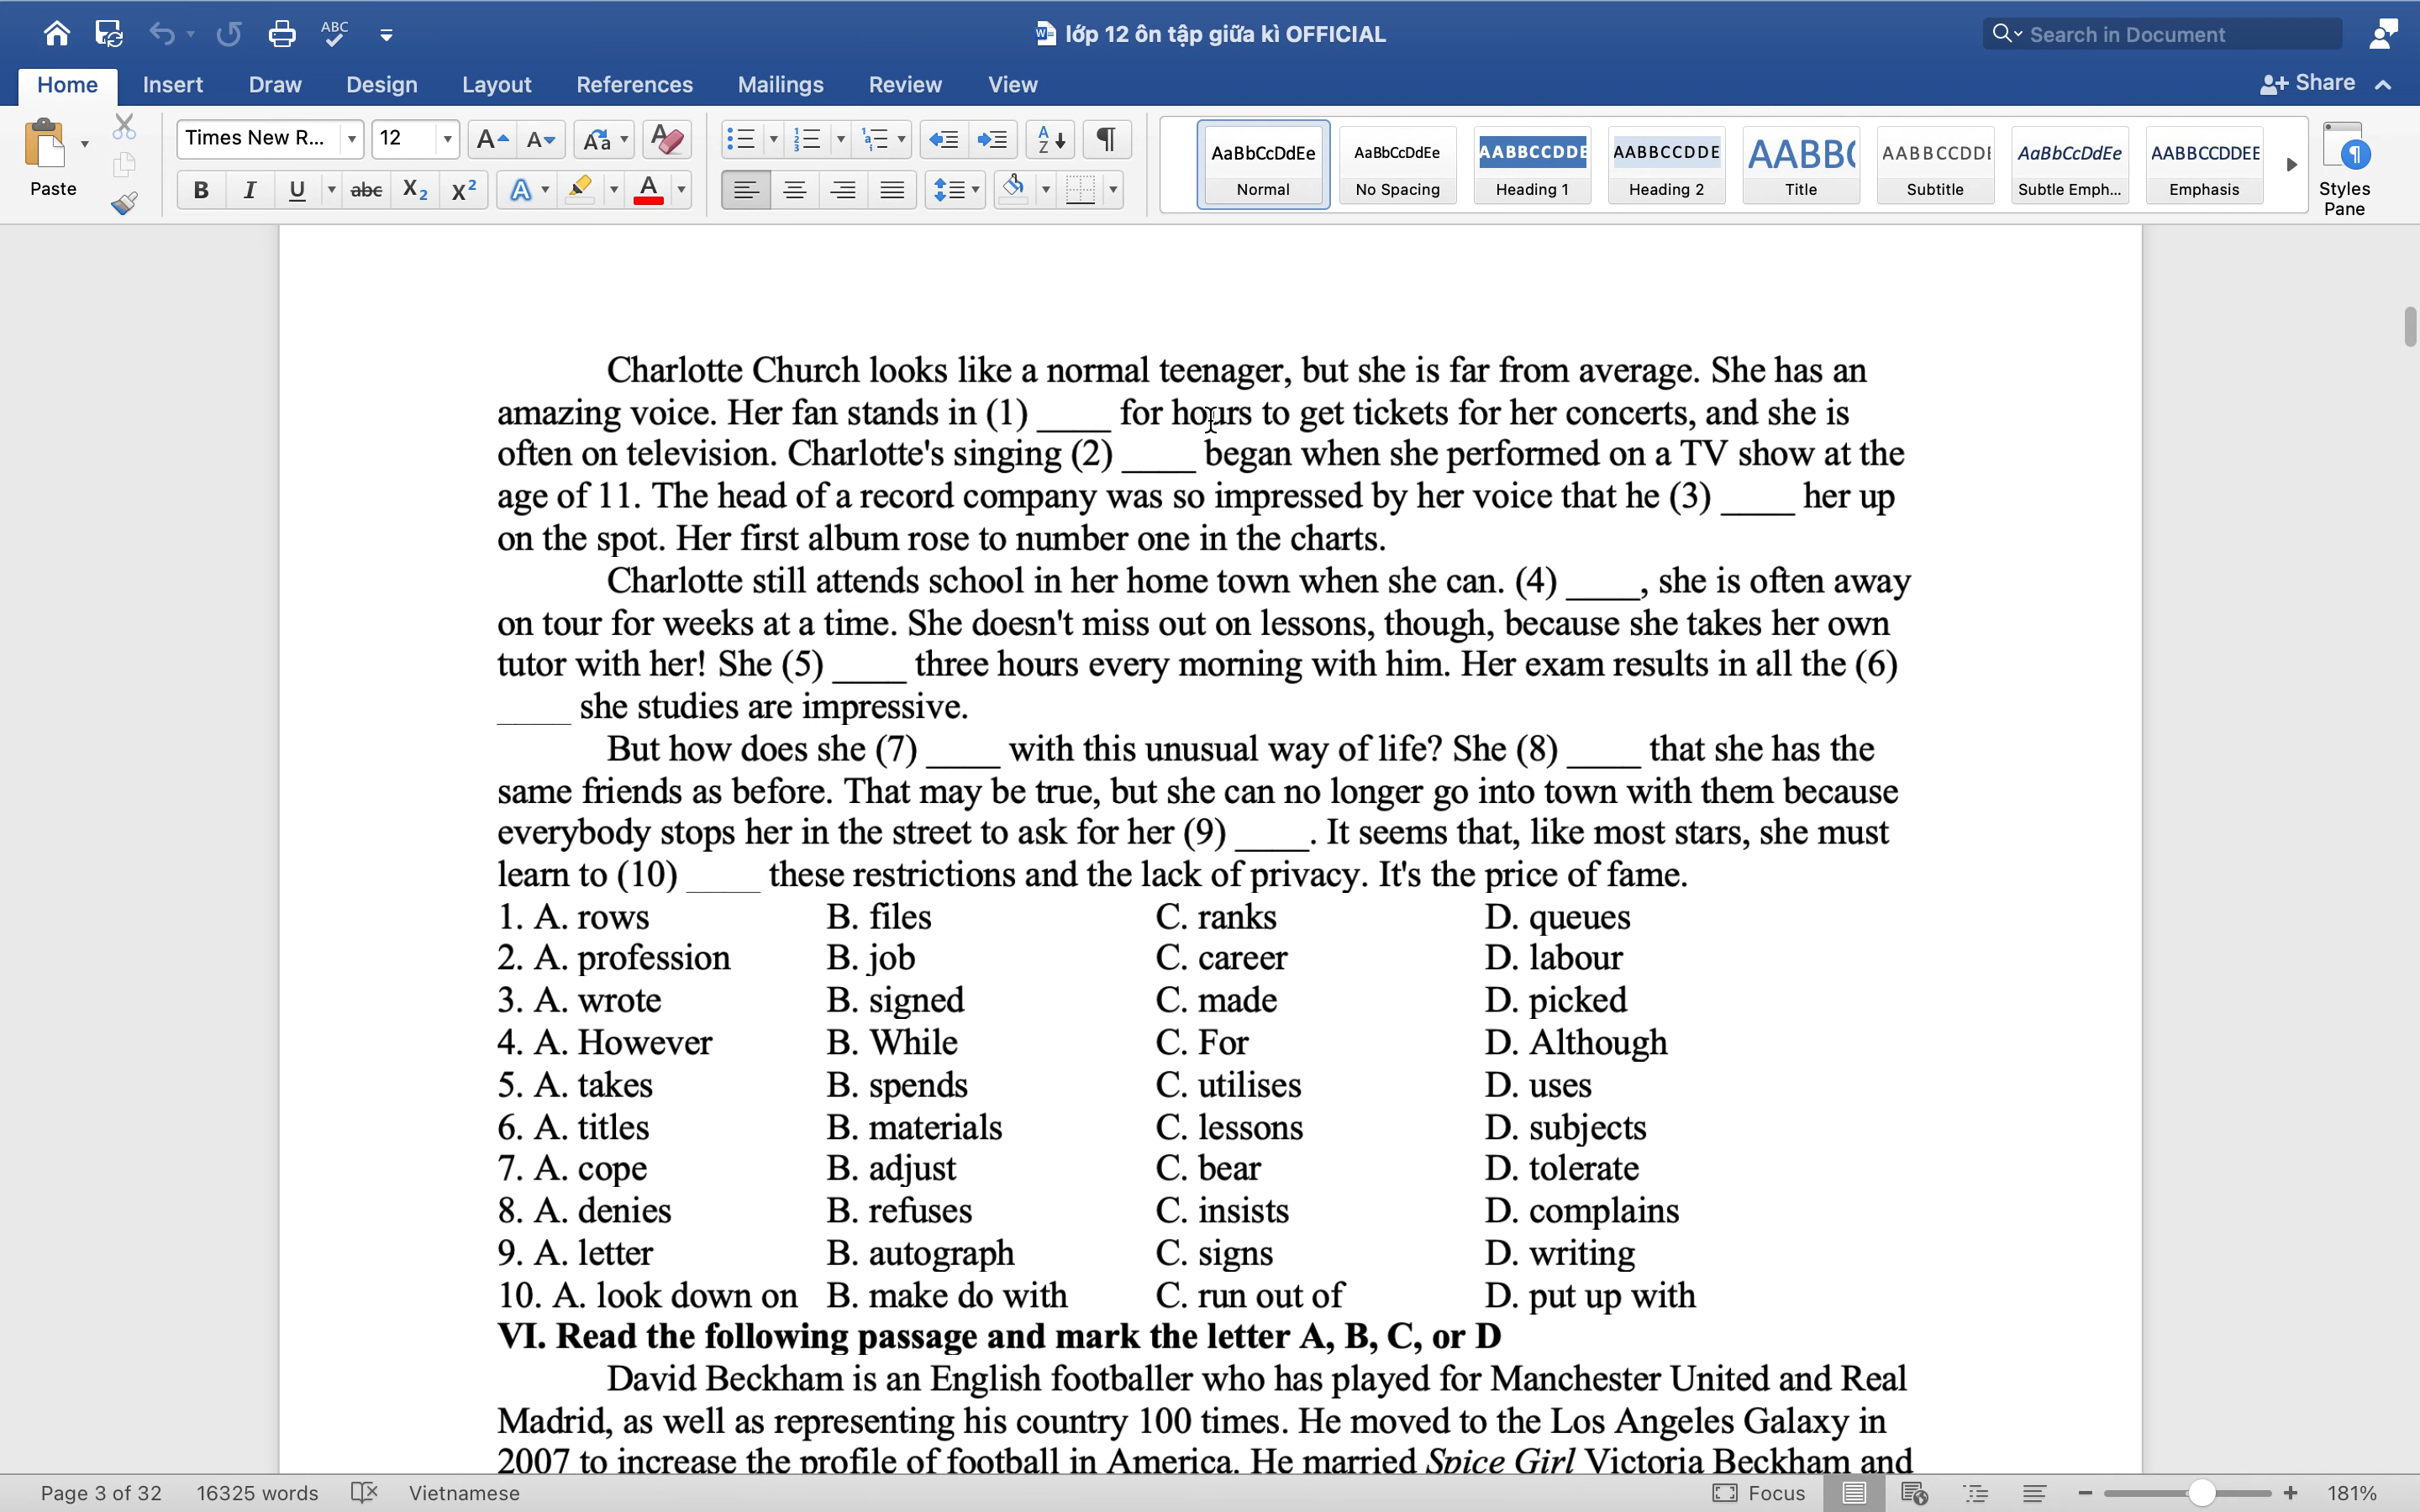 ABC
lớp 12 ôn tập giữa kì OFFICIAL
Search in Document
Home Insert Draw Design Layout References Mailings Review View
Share
Paste
Times New R... 12
AaBbCcDdEe AaBbCcDdEe AABBCCDDE AABBCCDDE AABBC AABBCCDDE AaBbCcDdEe AABBCCDDEE
Normal No Spacing Heading 1 Heading 2 Title Subtitle Subtle Emph... Emphasis
Styles
Pane
Charlotte Church looks like a normal teenager, but she is far from average. She has an
amazing voice. Her fan stands in (1) ____ for hours to get tickets for her concerts, and she is
often on television. Charlotte's singing (2) ____ began when she performed on a TV show at the
age of 11. The head of a record company was so impressed by her voice that he (3) ____ her up
on the spot. Her first album rose to number one in the charts.
Charlotte still attends school in her home town when she can. (4) ____, she is often away
on tour for weeks at a time. She doesn't miss out on lessons, though, because she takes her own
tutor with her! She (5) ____ three hours every morning with him. Her exam results in all the (6)
____ she studies are impressive.
But how does she (7) ____ with this unusual way of life? She (8) ____ that she has the
same friends as before. That may be true, but she can no longer go into town with them because
everybody stops her in the street to ask for her (9) ____. It seems that, like most stars, she must
learn to (10) ____ these restrictions and the lack of privacy. It's the price of fame.
1. A. rows B. files C. ranks D. queues
2. A. profession B. job C. career D. labour
3. A. wrote B. signed C. made D. picked
4. A. However B. While C. For D. Although
5. A. takes B. spends C. utilises D. uses
6. A. titles B. materials C. lessons D. subjects
7. A. cope B. adjust C. bear D. tolerate
8. A. denies B. refuses C. insists D. complains
9. A. letter B. autograph C. signs D. writing
10. A. look down on B. make do with C. run out of D. put up with
VI. Read the following passage and mark the letter A, B, C, or D
David Beckham is an English footballer who has played for Manchester United and Real
Madrid, as well as representing his country 100 times. He moved to the Los Angeles Galaxy in
2007 to increase the profile of football in America. He married Spice Girl Victoria Beckham and
Page 3 of 32 16325 words Vietnamese Focus 181%